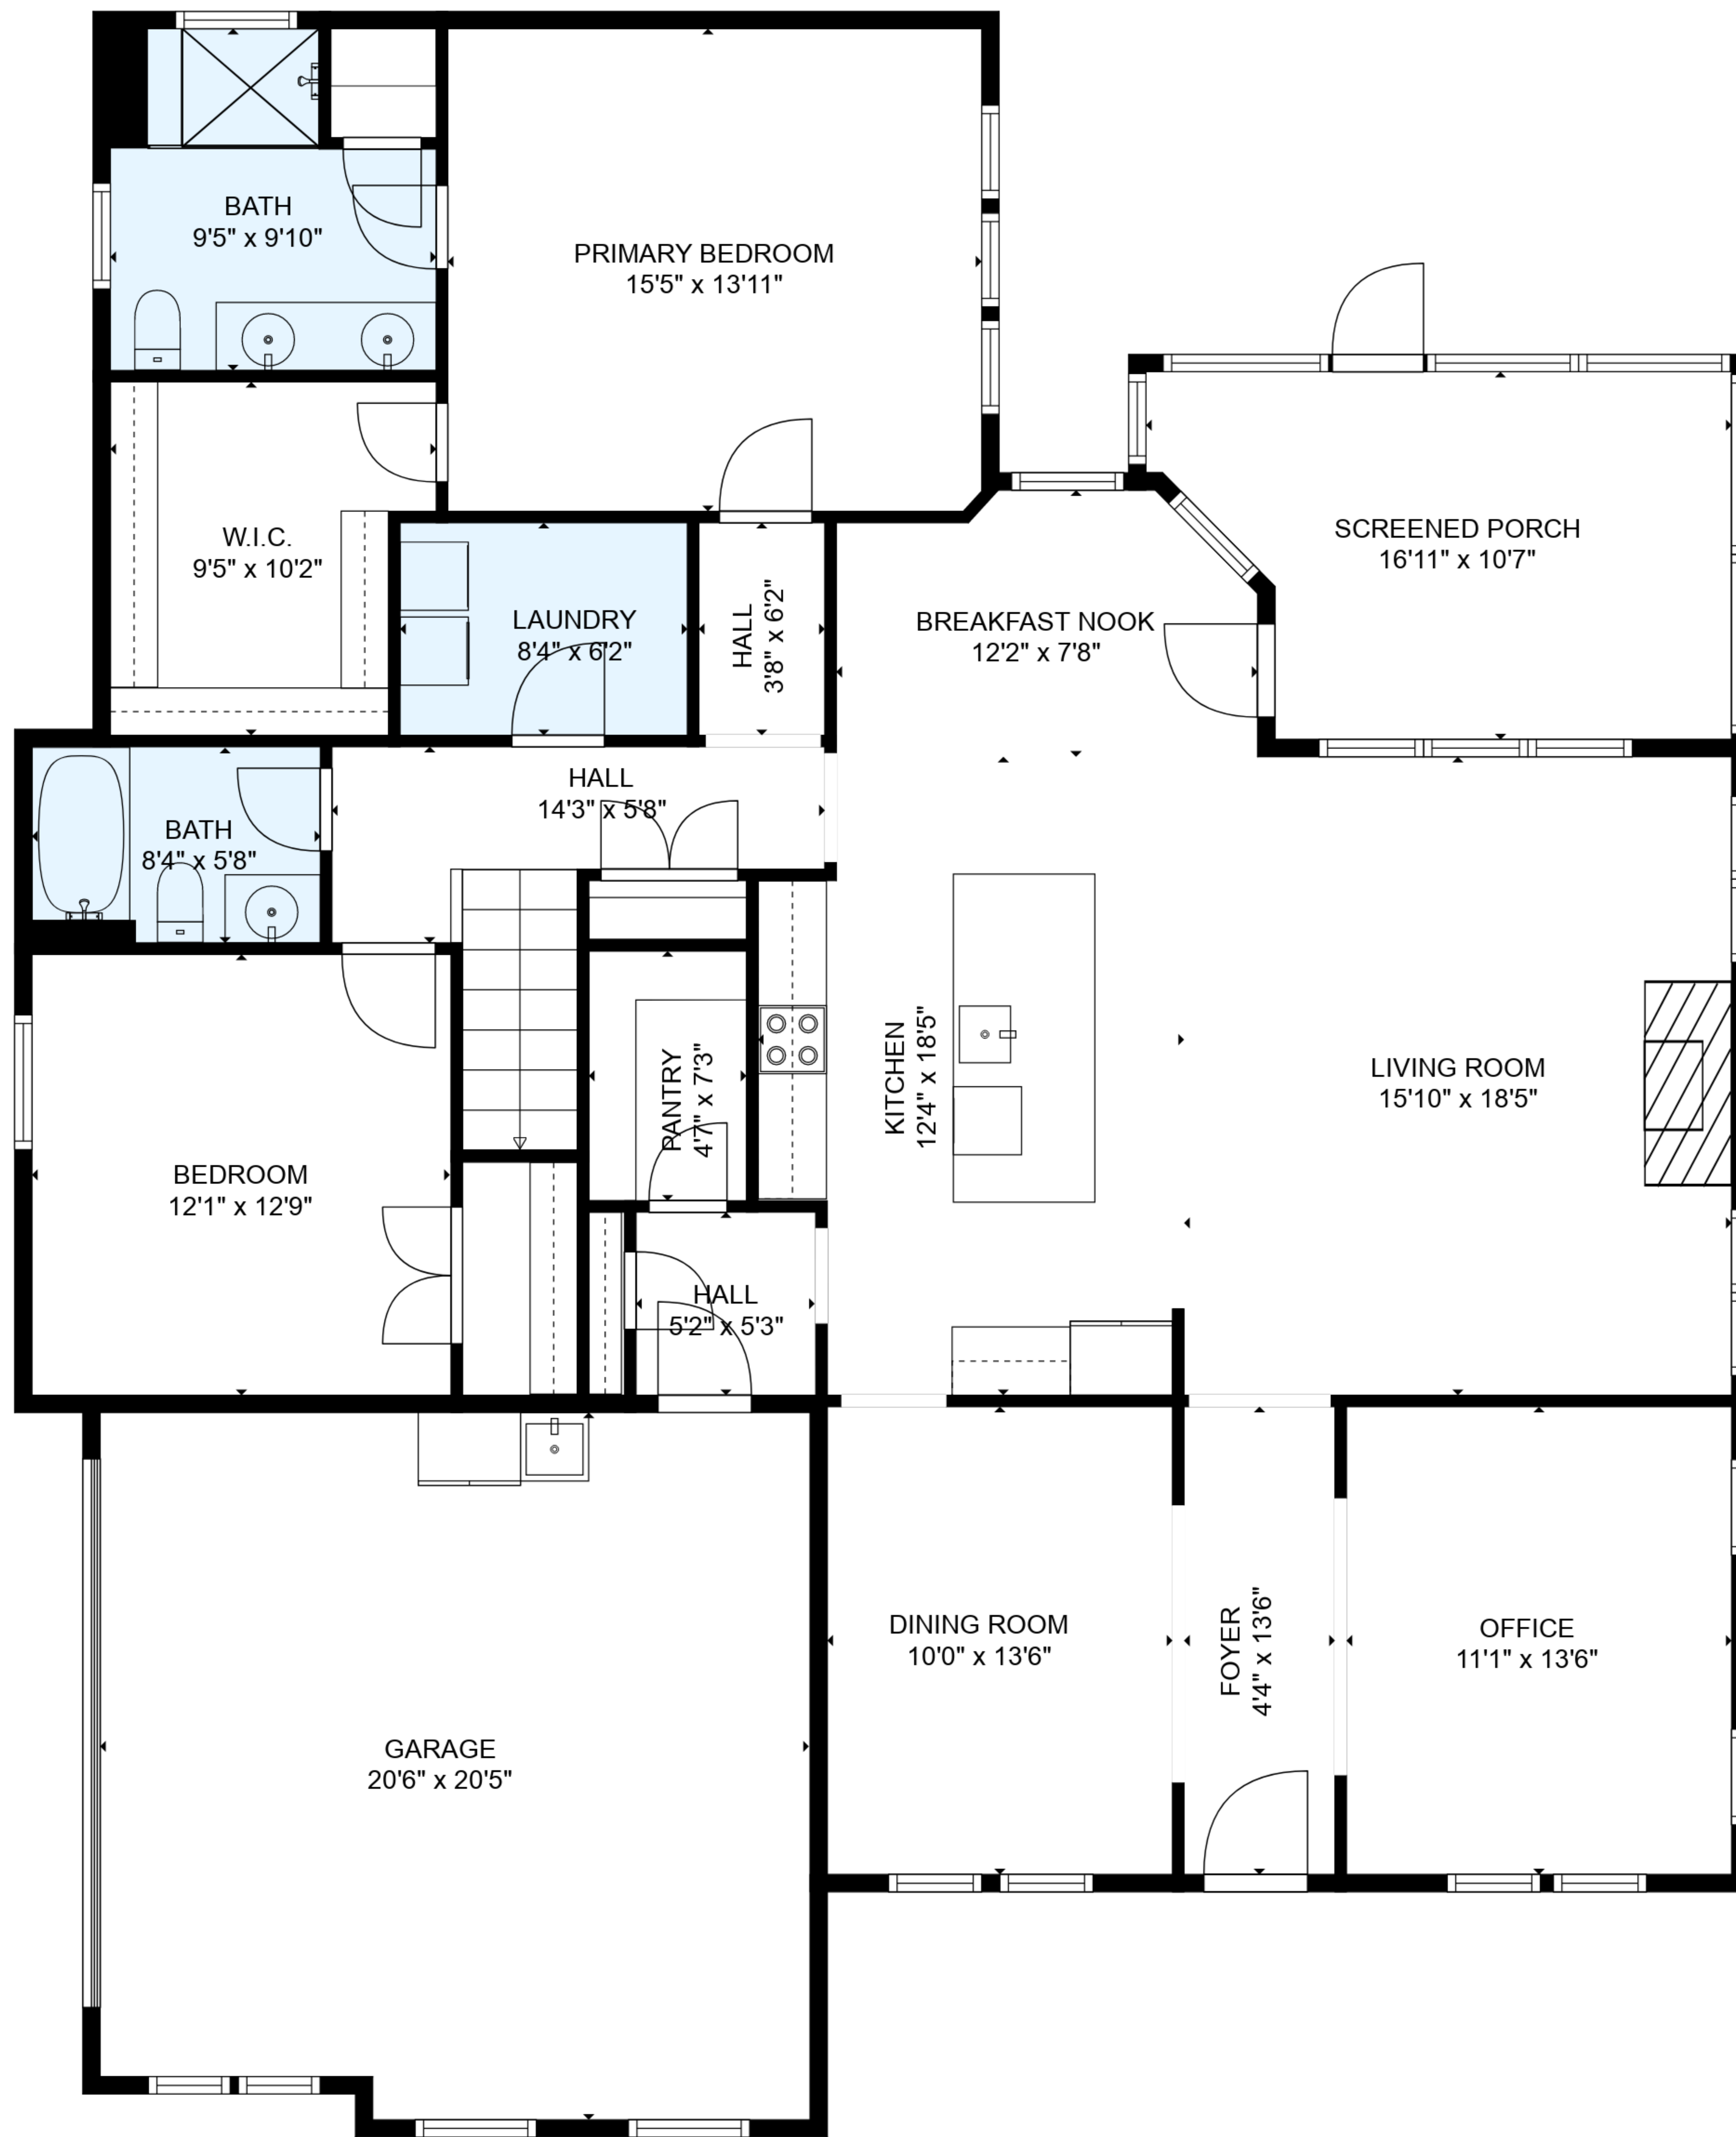 BATH
9'5" x 9'10"
PRIMARY BEDROOM
15'5" x 13'11"
W.I.C.
9'5" x 10'2"
LAUNDRY
8'4" x 6'2"
HALL
3'8" x 6'2"
BREAKFAST NOOK
12'2" x 7'8"
SCREENED PORCH
16'11" x 10'7"
HALL
14'3" x 5'8"
BATH
8'4" x 5'8"
BEDROOM
12'1" x 12'9"
PANTRY
4'7" x 7'3"
KITCHEN
12'4" x 18'5"
LIVING ROOM
15'10" x 18'5"
HALL
5'2" x 5'3"
GARAGE
20'6" x 20'5"
DINING ROOM
10'0" x 13'6"
FOYER
4'4" x 13'6"
OFFICE
11'1" x 13'6"